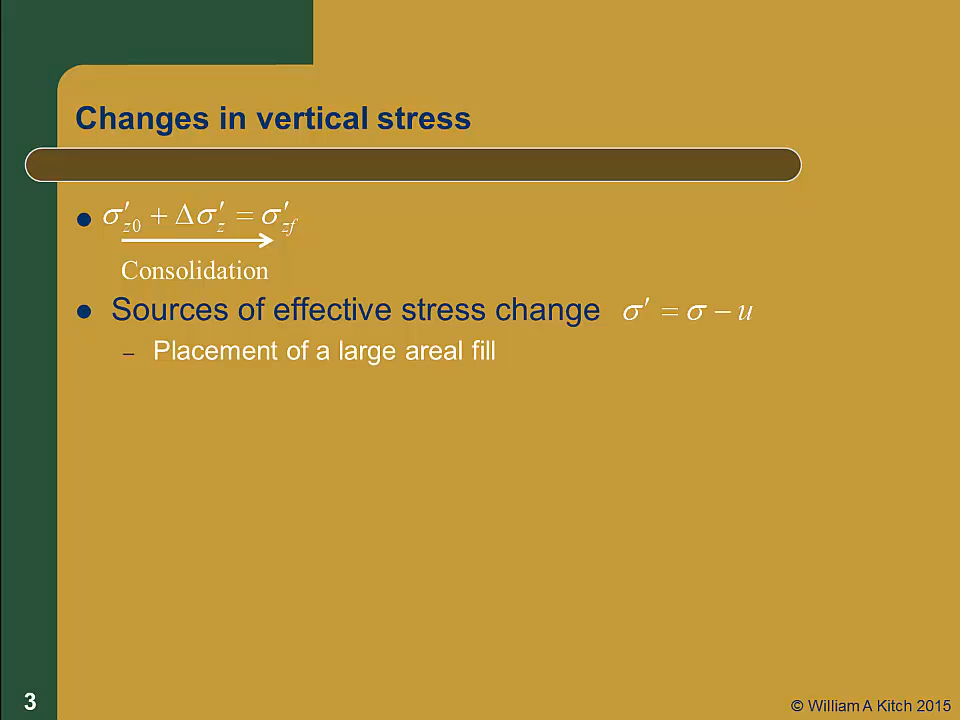 Changes in vertical stress
● σ′z0 + Δσ′z = σ′zf
Consolidation
● Sources of effective stress change σ′ = σ − u
– Placement of a large areal fill
3
© William A Kitch 2015